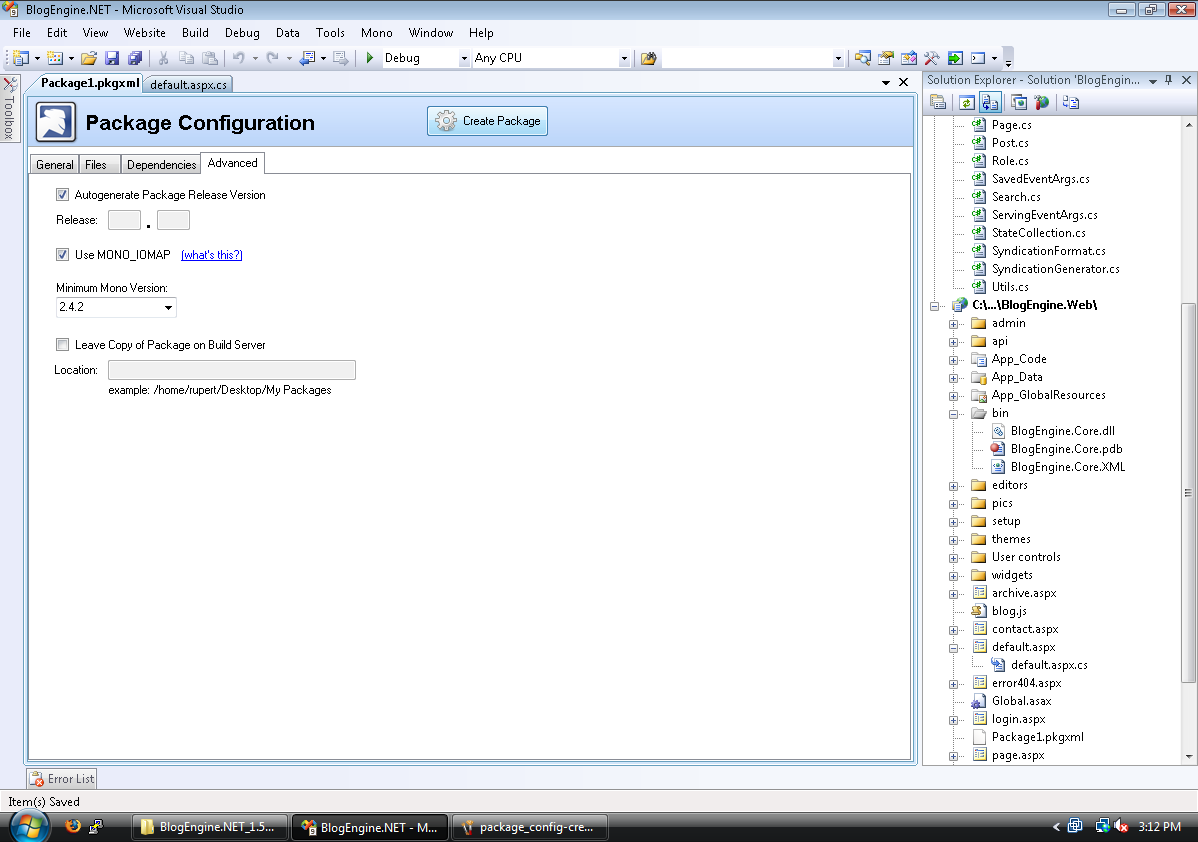 BlogEngine.NET - Microsoft Visual Studio
File Edit View Website Build Debug Data Tools Mono Window Help
Debug Any CPU
Toolbox
Package1.pkgxml default.aspx.cs
Package Configuration
Create Package
General Files Dependencies Advanced
Autogenerate Package Release Version
Release: .
Use MONO_IOMAP (what's this?)
Minimum Mono Version:
2.4.2
Leave Copy of Package on Build Server
Location:
example: /home/rupert/Desktop/My Packages
Solution Explorer - Solution 'BlogEngin...
Page.cs
Post.cs
Role.cs
SavedEventArgs.cs
Search.cs
ServingEventArgs.cs
StateCollection.cs
SyndicationFormat.cs
SyndicationGenerator.cs
Utils.cs
C:\...\BlogEngine.Web\
admin
api
App_Code
App_Data
App_GlobalResources
bin
BlogEngine.Core.dll
BlogEngine.Core.pdb
BlogEngine.Core.XML
editors
pics
setup
themes
User controls
widgets
archive.aspx
blog.js
contact.aspx
default.aspx
default.aspx.cs
error404.aspx
Global.asax
login.aspx
Package1.pkgxml
page.aspx
Error List
Item(s) Saved
BlogEngine.NET_1.5... BlogEngine.NET - M... package_config-cre... 3:12 PM